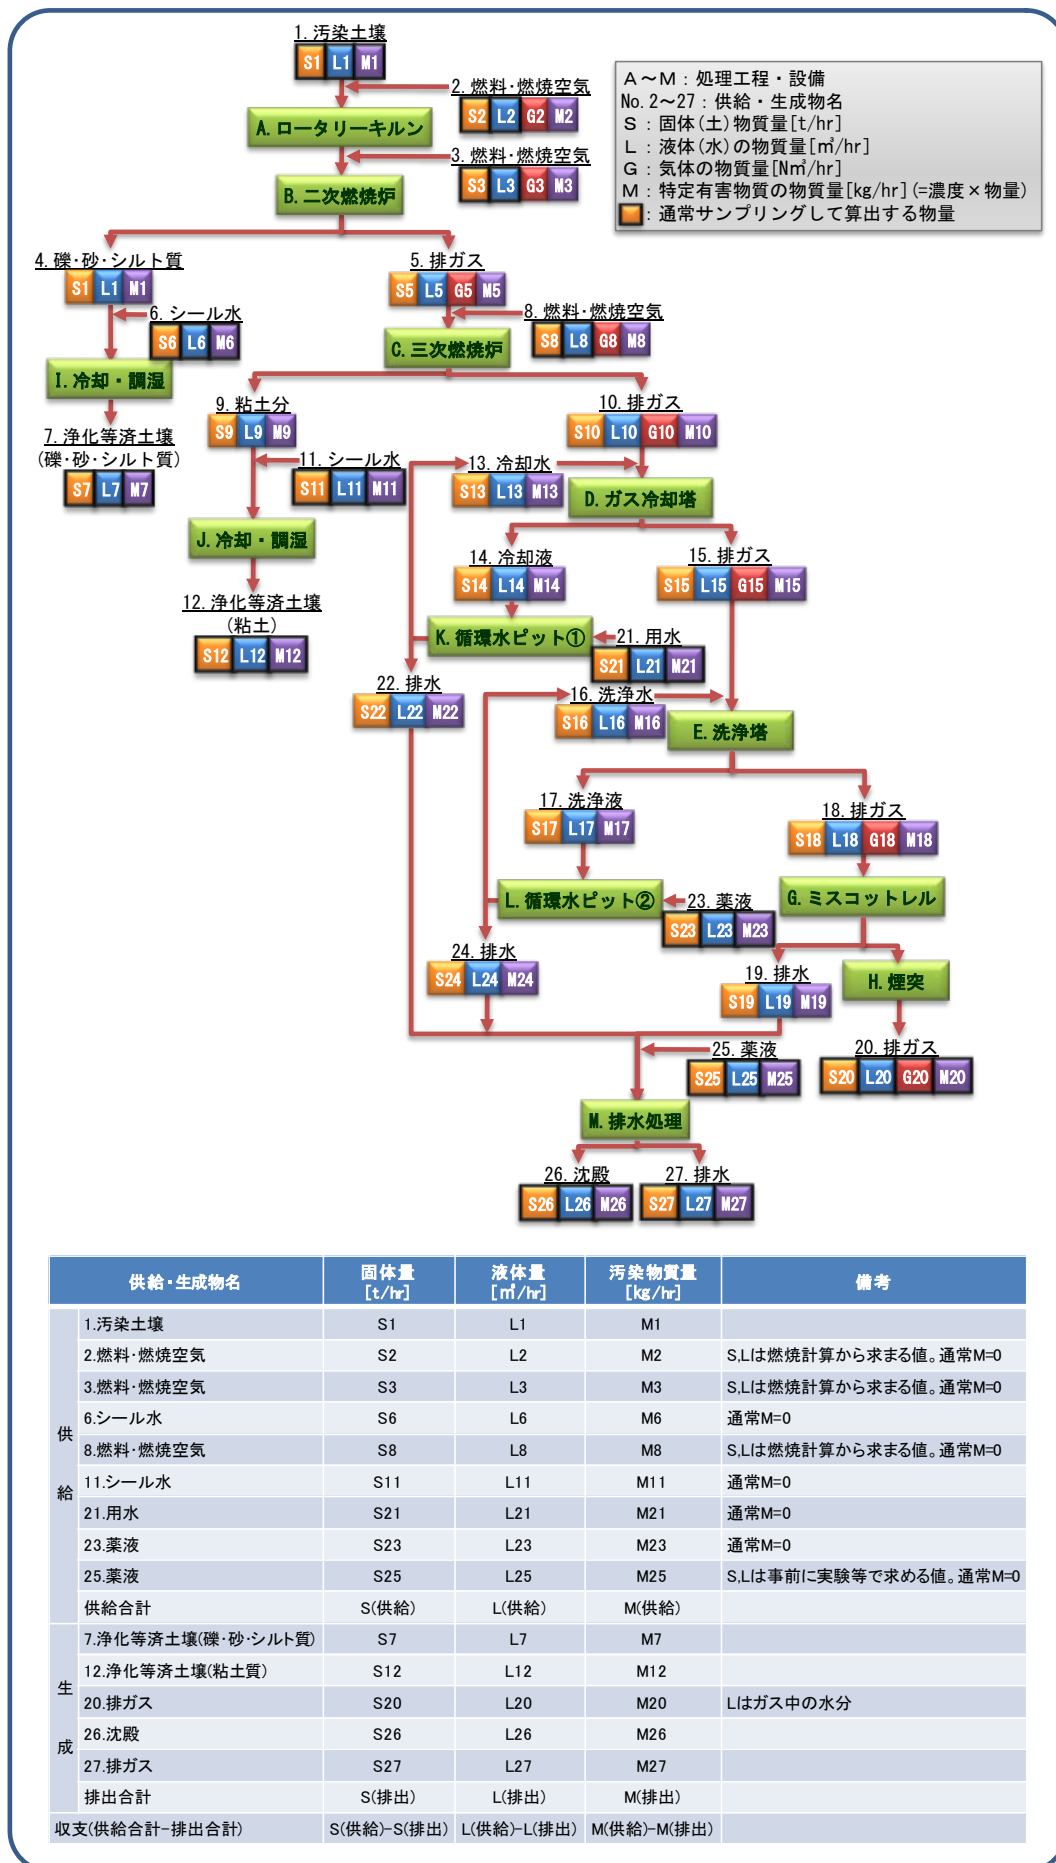 1. 汚染土壌
S1 L1 M1
2. 燃料・燃焼空気
S2 L2 G2 M2
A. ロータリーキルン
3. 燃料・燃焼空気
S3 L3 G3 M3
B. 二次燃焼炉
A～M：処理工程・設備
No.2～27：供給・生成物名
S：固体(土)物質量[t/hr]
L：液体(水)の物質量[㎥/hr]
G：気体の物質量[N㎥/hr]
M：特定有害物質の物質量[kg/hr](=濃度×物量)
：通常サンプリングして算出する物量
4. 礫・砂・シルト質
S1 L1 M1
5. 排ガス
S5 L5 G5 M5
6. シール水
S6 L6 M6
8. 燃料・燃焼空気
S8 L8 G8 M8
C. 三次燃焼炉
I. 冷却・調湿
9. 粘土分
S9 L9 M9
10. 排ガス
S10 L10 G10 M10
7. 浄化等済土壌
(礫・砂・シルト質)
S7 L7 M7
11. シール水
S11 L11 M11
13. 冷却水
S13 L13 M13
D. ガス冷却塔
J. 冷却・調湿
14. 冷却液
S14 L14 M14
15. 排ガス
S15 L15 G15 M15
12. 浄化等済土壌
(粘土)
S12 L12 M12
K. 循環水ピット①
21. 用水
S21 L21 M21
22. 排水
S22 L22 M22
16. 洗浄水
S16 L16 M16
E. 洗浄塔
17. 洗浄液
S17 L17 M17
18. 排ガス
S18 L18 G18 M18
L. 循環水ピット②
23. 薬液
S23 L23 M23
G. ミスコットレル
24. 排水
S24 L24 M24
19. 排水
S19 L19 M19
H. 煙突
25. 薬液
S25 L25 M25
20. 排ガス
S20 L20 G20 M20
M. 排水処理
26. 沈殿
S26 L26 M26
27. 排水
S27 L27 M27
供給・生成物名 固体量[t/hr] 液体量[㎥/hr] 汚染物質量[kg/hr] 備考
供給
1.汚染土壌 S1 L1 M1
2.燃料・燃焼空気 S2 L2 M2 S,Lは燃焼計算から求まる値。通常M=0
3.燃料・燃焼空気 S3 L3 M3 S,Lは燃焼計算から求まる値。通常M=0
6.シール水 S6 L6 M6 通常M=0
8.燃料・燃焼空気 S8 L8 M8 S,Lは燃焼計算から求まる値。通常M=0
11.シール水 S11 L11 M11 通常M=0
21.用水 S21 L21 M21 通常M=0
23.薬液 S23 L23 M23 通常M=0
25.薬液 S25 L25 M25 S,Lは事前に実験等で求める値。通常M=0
供給合計 S(供給) L(供給) M(供給)
生成
7.浄化等済土壌(礫・砂・シルト質) S7 L7 M7
12.浄化等済土壌(粘土質) S12 L12 M12
20.排ガス S20 L20 M20 Lはガス中の水分
26.沈殿 S26 L26 M26
27.排ガス S27 L27 M27
排出合計 S(排出) L(排出) M(排出)
収支(供給合計-排出合計) S(供給)-S(排出) L(供給)-L(排出) M(供給)-M(排出)